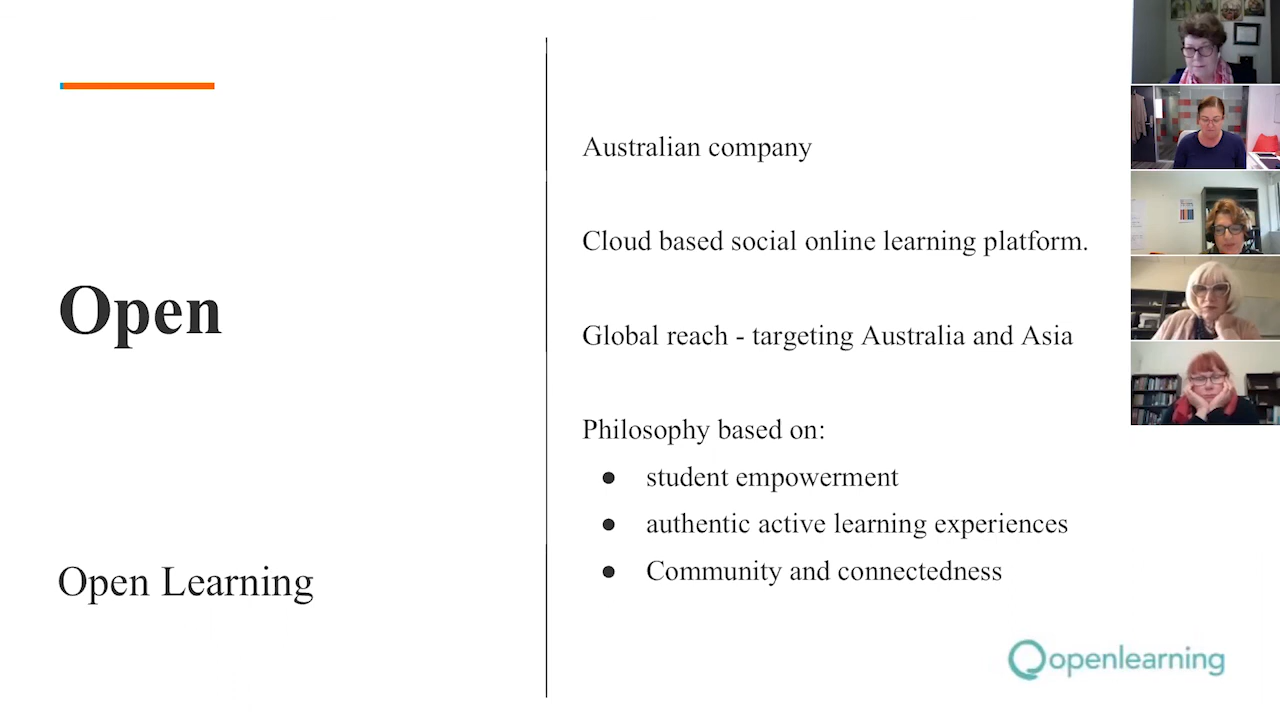 Open
Open Learning
Australian company
Cloud based social online learning platform.
Global reach - targeting Australia and Asia
Philosophy based on:
● student empowerment
● authentic active learning experiences
● Community and connectedness
openlearning